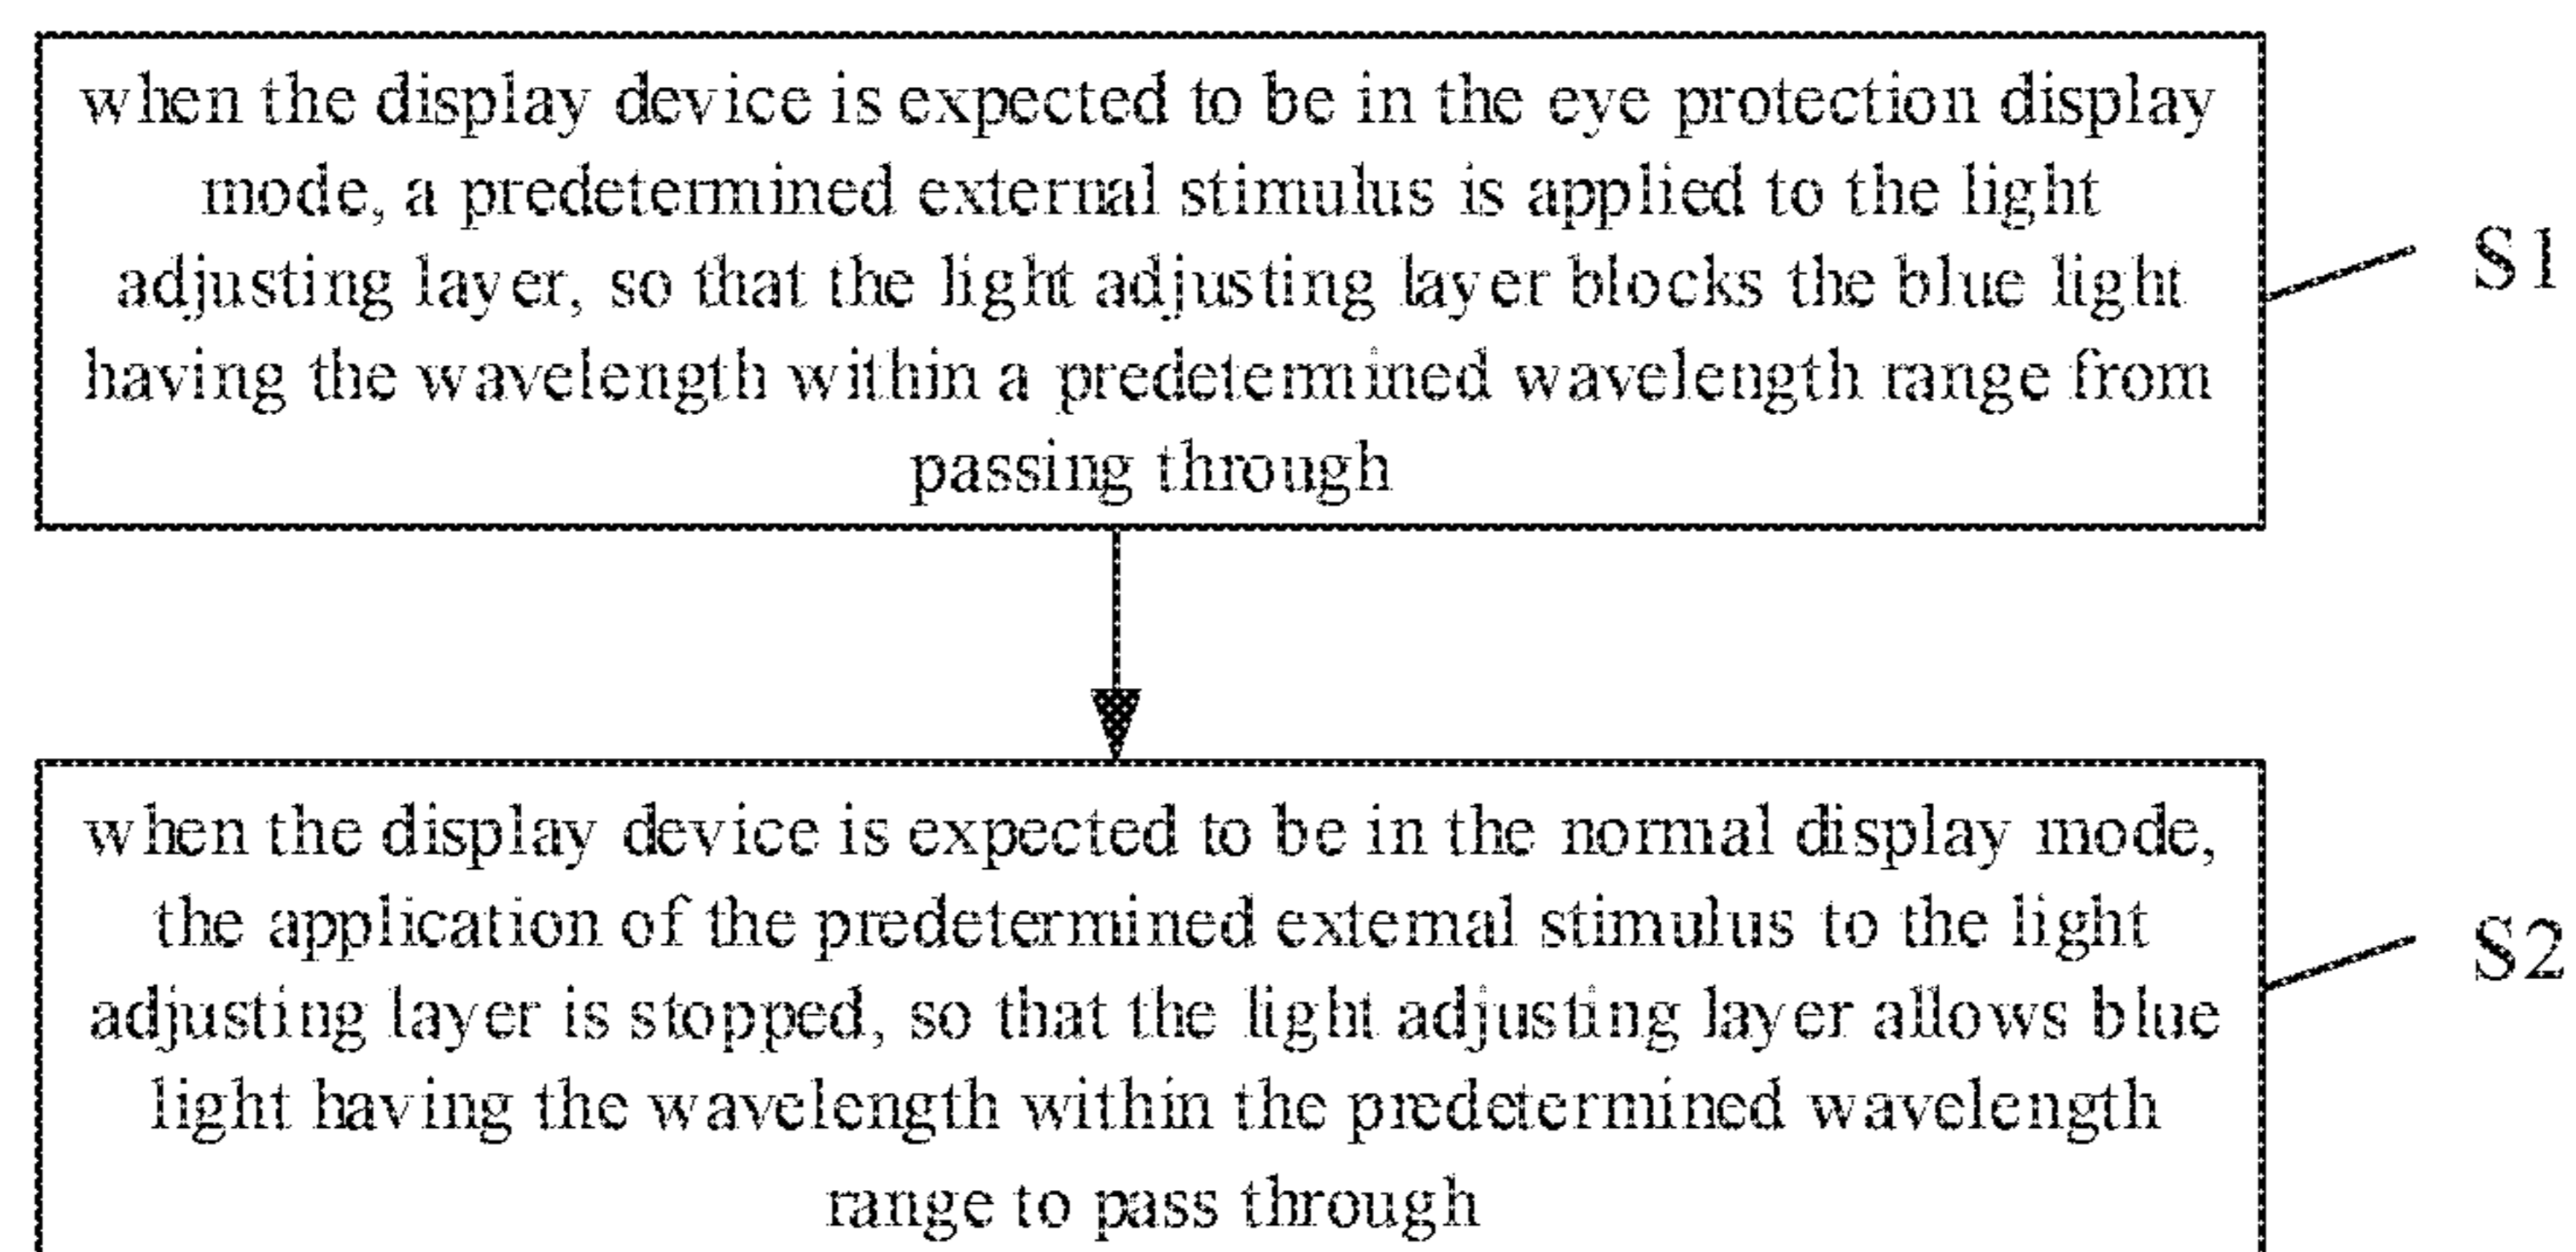 when the display device is expected to be in the eye protection display
mode, a predetermined external stimulus is applied to the light
adjusting layer, so that the light adjusting layer blocks the blue light
having the wavelength within a predetermined wavelength range from
passing through
S1
when the display device is expected to be in the normal display mode,
the application of the predetermined external stimulus to the light
adjusting layer is stopped, so that the light adjusting layer allows blue
light having the wavelength within the predetermined wavelength
range to pass through
S2